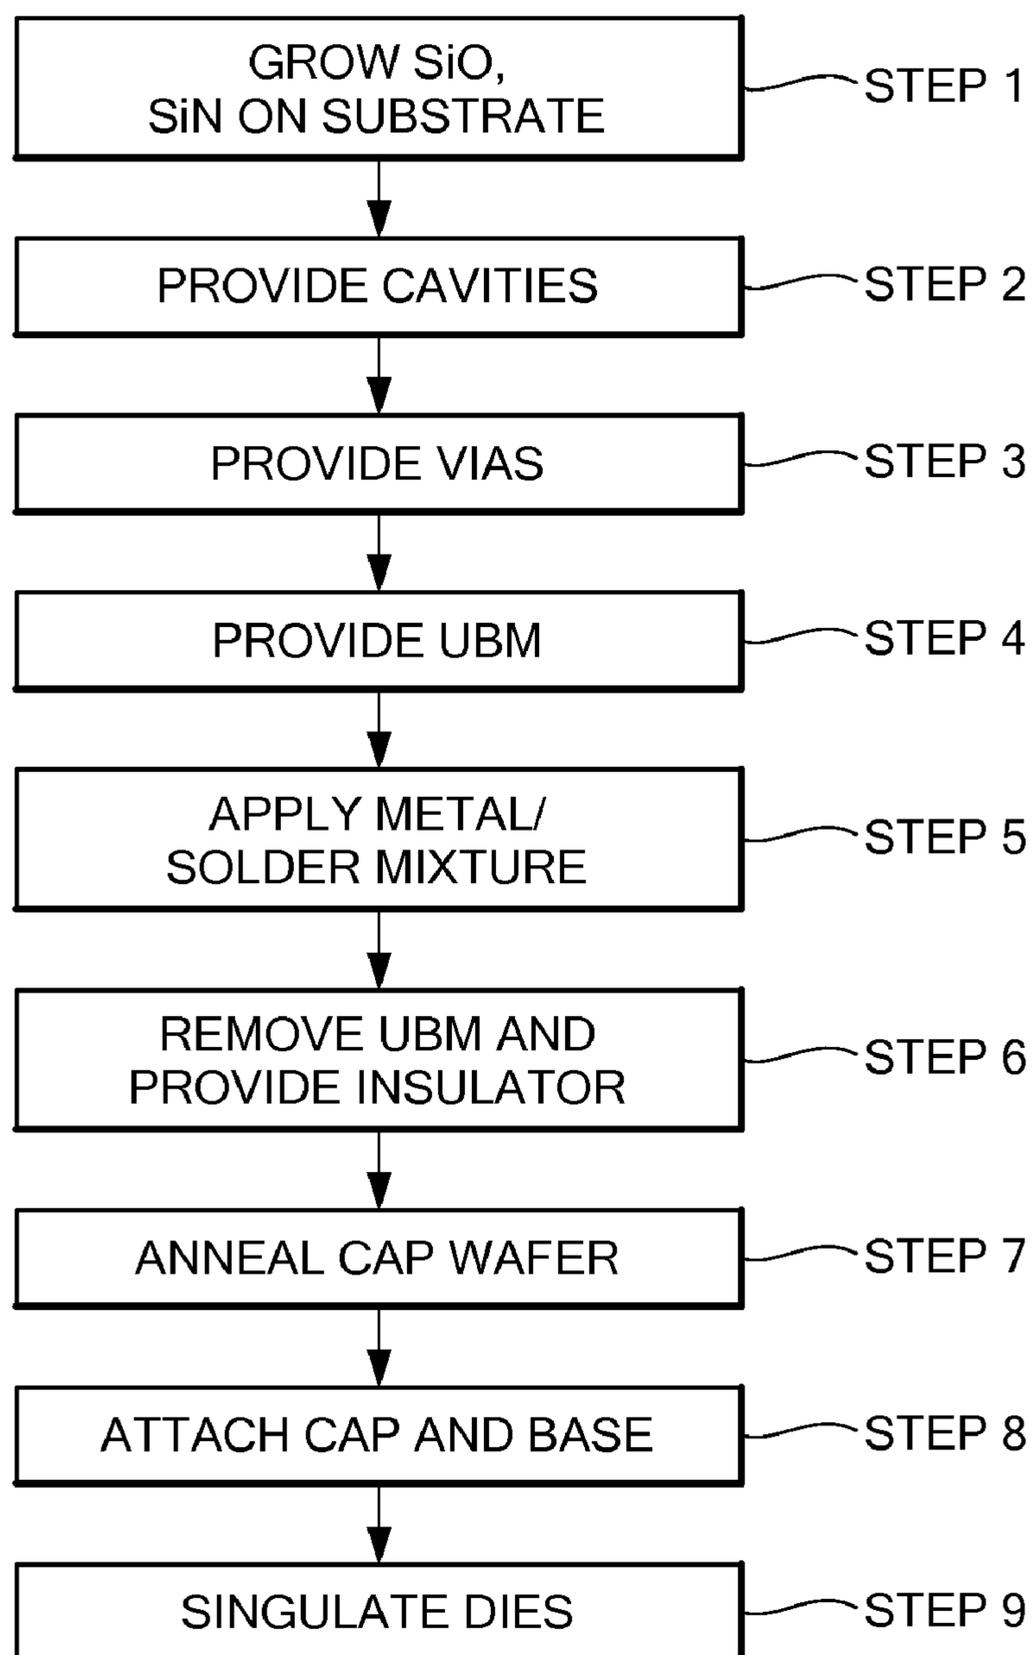 GROW SiO,
SiN ON SUBSTRATE
STEP 1
PROVIDE CAVITIES
STEP 2
PROVIDE VIAS
STEP 3
PROVIDE UBM
STEP 4
APPLY METAL/
SOLDER MIXTURE
STEP 5
REMOVE UBM AND
PROVIDE INSULATOR
STEP 6
ANNEAL CAP WAFER
STEP 7
ATTACH CAP AND BASE
STEP 8
SINGULATE DIES
STEP 9